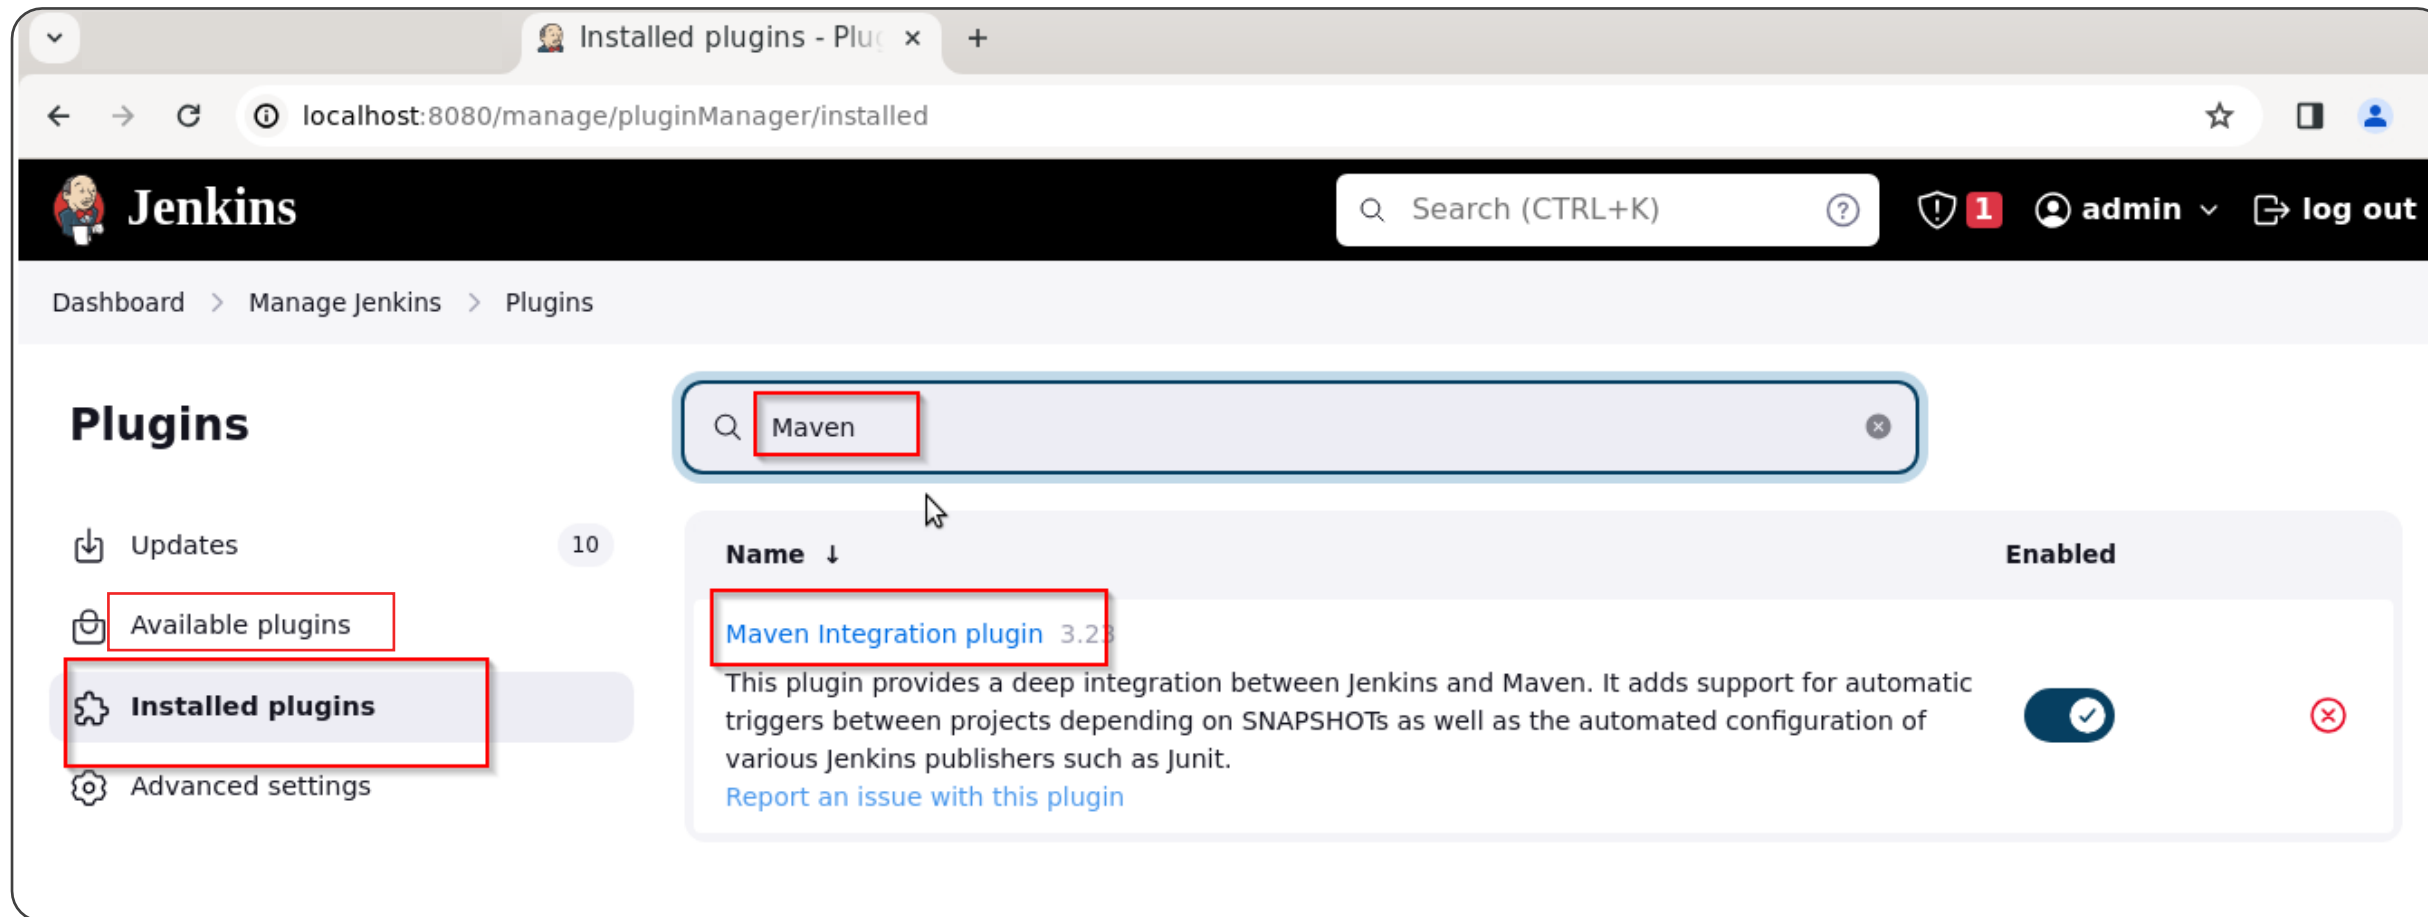 Installed plugins - Plug
localhost:8080/manage/pluginManager/installed
Jenkins
Search (CTRL+K)
1
admin
log out
Dashboard > Manage Jenkins > Plugins
Plugins
Maven
Updates 10
Available plugins
Installed plugins
Advanced settings
Name ↓ Enabled
Maven Integration plugin 3.23
This plugin provides a deep integration between Jenkins and Maven. It adds support for automatic
triggers between projects depending on SNAPSHOTs as well as the automated configuration of
various Jenkins publishers such as Junit.
Report an issue with this plugin